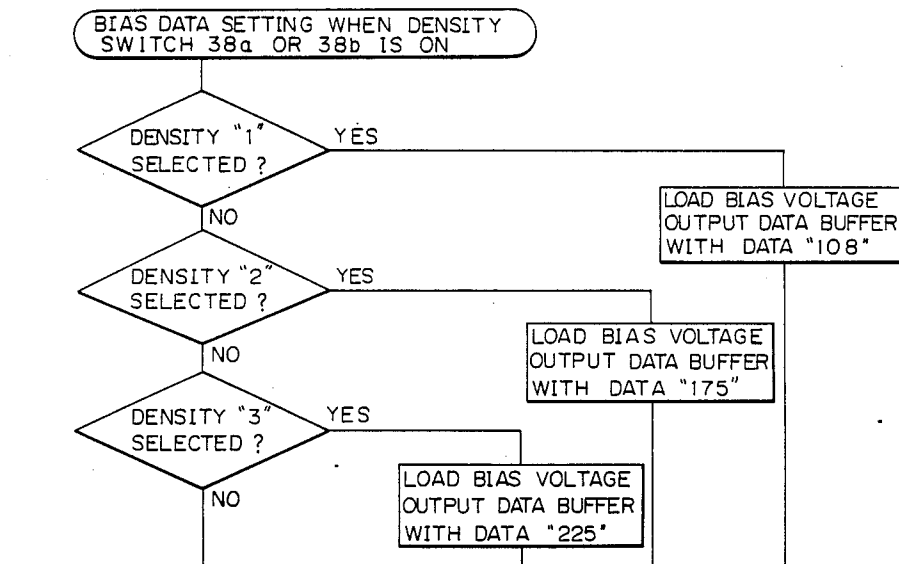 BIAS DATA SETTING WHEN DENSITY
SWITCH 38a OR 38b IS ON
DENSITY "1"
SELECTED ?
YES
NO
LOAD BIAS VOLTAGE
OUTPUT DATA BUFFER
WITH DATA "108"
DENSITY "2"
SELECTED ?
YES
NO
LOAD BIAS VOLTAGE
OUTPUT DATA BUFFER
WITH DATA "175"
DENSITY "3"
SELECTED ?
YES
NO
LOAD BIAS VOLTAGE
OUTPUT DATA BUFFER
WITH DATA "225"